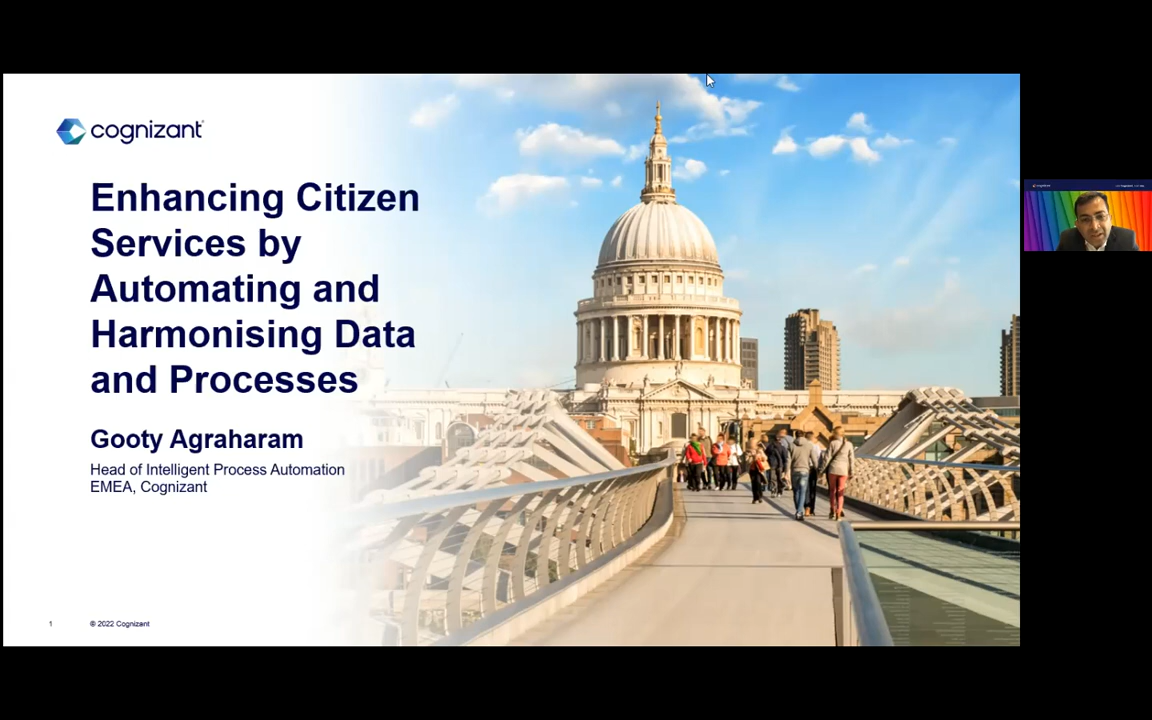 cognizant
Enhancing Citizen
Services by
Automating and
Harmonising Data
and Processes
Gooty Agraharam
Head of Intelligent Process Automation
EMEA, Cognizant
1
© 2022 Cognizant